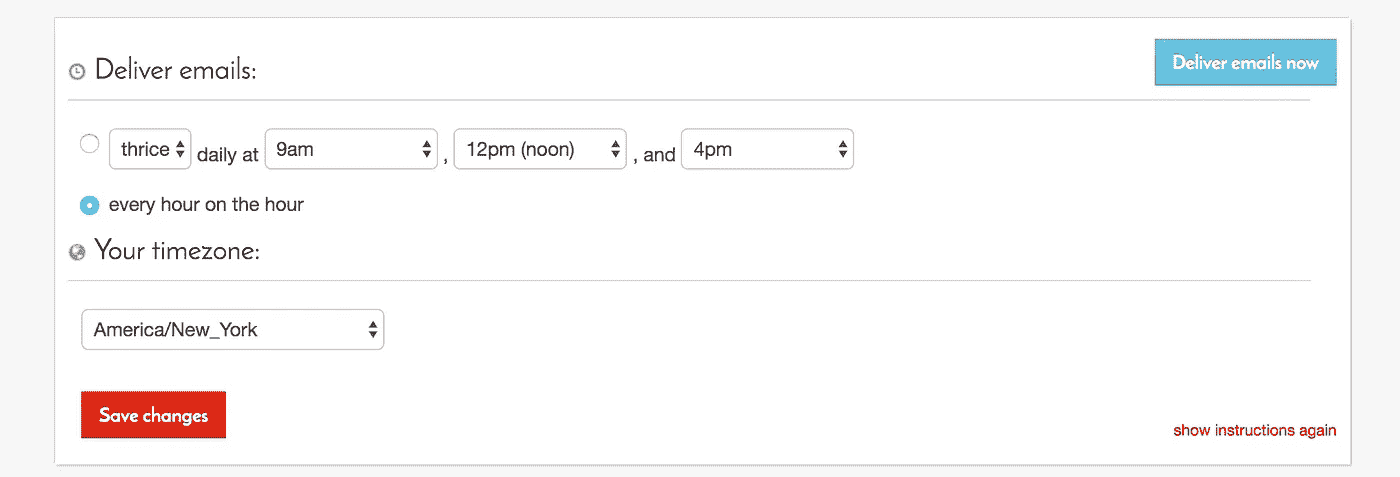 Deliver emails:
Deliver emails now
thrice daily at 9am , 12pm (noon) , and 4pm
every hour on the hour
Your timezone:
America/New_York
Save changes
show instructions again